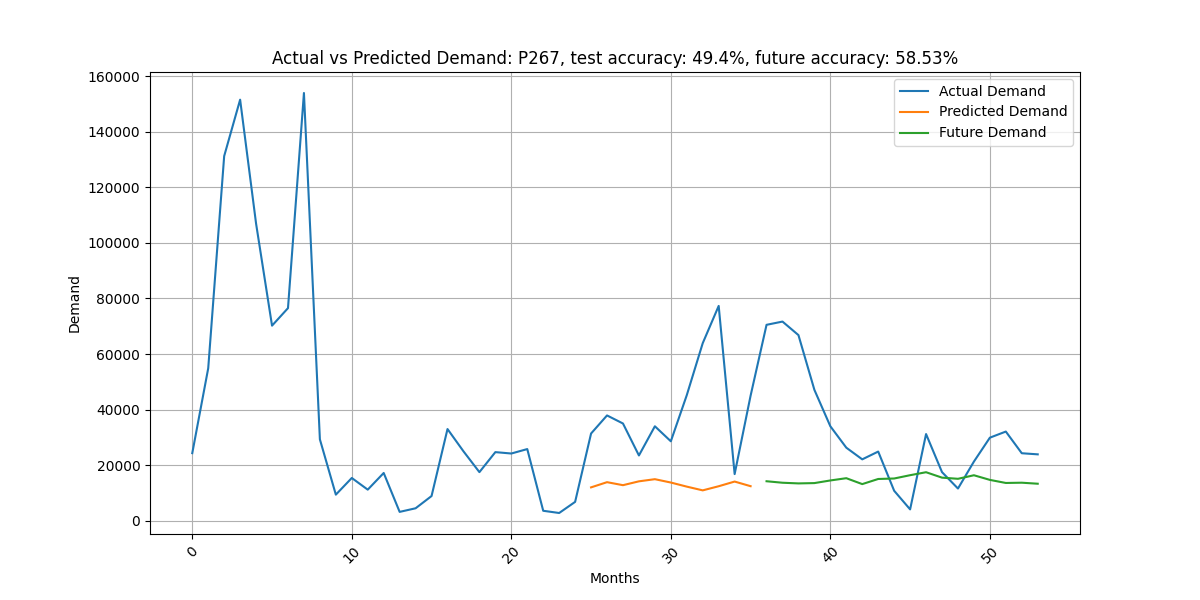 Actual vs Predicted Demand: P267, test accuracy: 49.4%, future accuracy: 58.53%
160000
140000
120000
100000
80000
60000
40000
20000
0
Demand
Actual Demand
Predicted Demand
Future Demand
0
10
20
30
40
50
Months